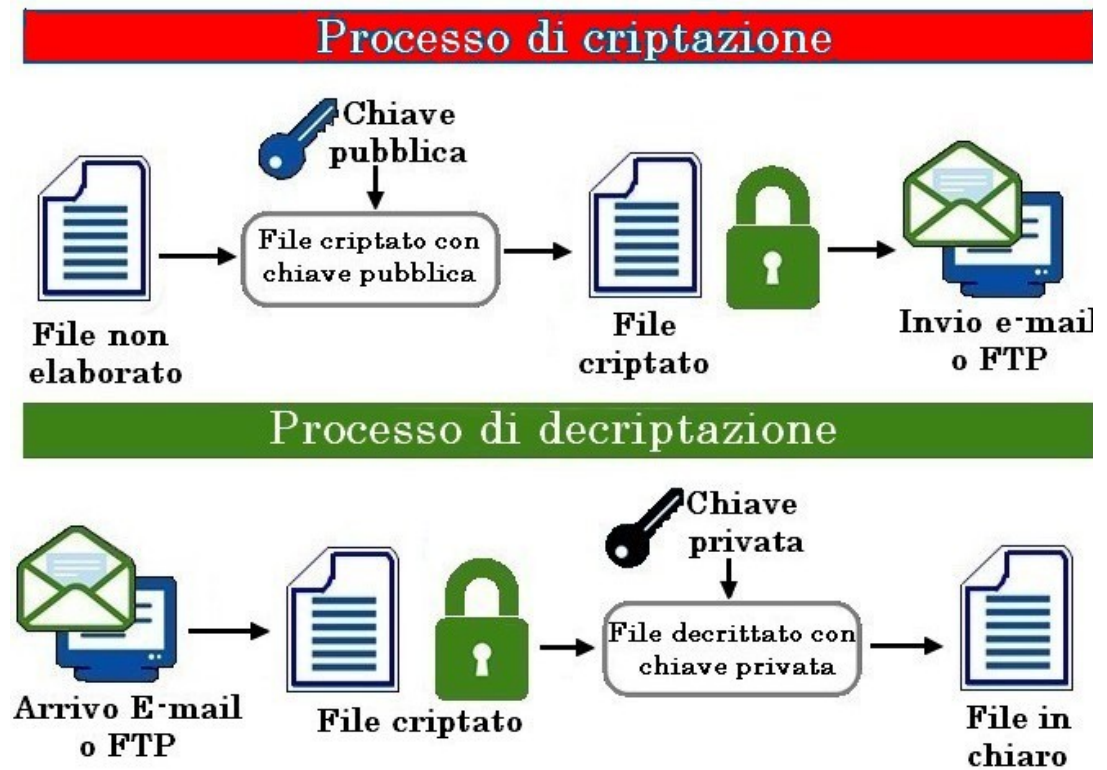 Processo di criptazione
Chiave
pubblica
File criptato con
chiave pubblica
File non
elaborato
File
criptato
Invio e-mail
o FTP
Processo di decriptazione
Chiave
privata
File decrittato con
chiave privata
Arrivo E-mail
o FTP
File criptato
File in
chiaro